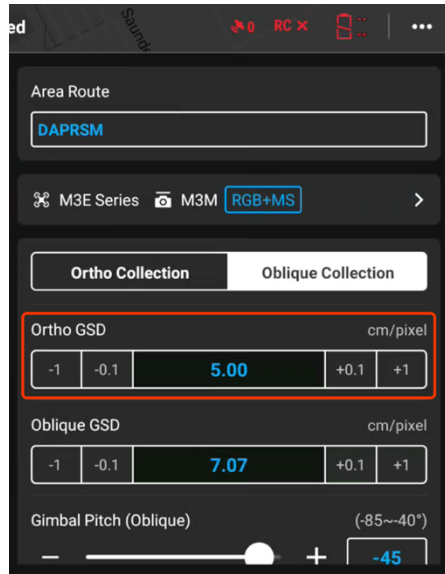 ed Saunde 0 RC × -- •••
Area Route
DAPRSM
M3E Series M3M RGB+MS >
Ortho Collection Oblique Collection
Ortho GSD cm/pixel
-1 -0.1 5.00 +0.1 +1
Oblique GSD cm/pixel
-1 -0.1 7.07 +0.1 +1
Gimbal Pitch (Oblique) (-85~-40°)
− + -45